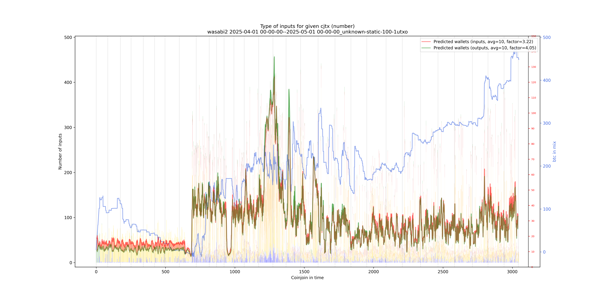 Type of inputs for given cjtx (number)
wasabi2 2025-04-01 00-00-00--2025-05-01 00-00-00_unknown-static-100-1utxo
Predicted wallets (inputs, avg=10, factor=3.22)
Predicted wallets (outputs, avg=10, factor=4.05)
Number of inputs
500
400
300
200
100
0
500
400
300
200
100
0
btc in mix
0 500 1000 1500 2000 2500 3000
Coinjoin in time